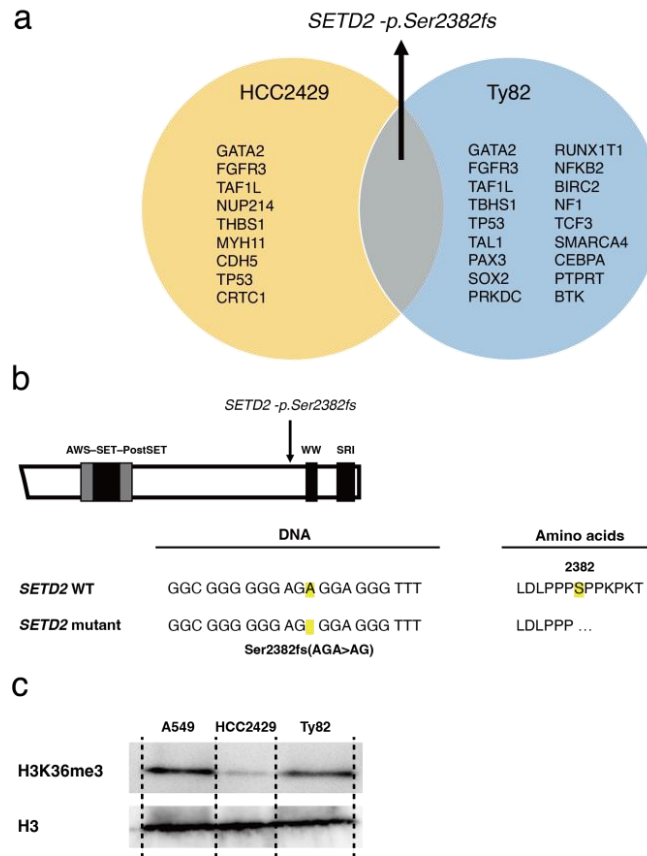 a
SETD2 -p.Ser2382fs
HCC2429
Ty82
GATA2
FGFR3
TAF1L
NUP214
THBS1
MYH11
CDH5
TP53
CRTC1
GATA2 RUNX1T1
FGFR3 NFKB2
TAF1L BIRC2
TBHS1 NF1
TP53 TCF3
TAL1 SMARCA4
PAX3 CEBPA
SOX2 PTPRT
PRKDC BTK
b
SETD2 -p.Ser2382fs
AWS–SET–PostSET WW SRI
DNA Amino acids
2382
SETD2 WT GGC GGG GGG AGA GGA GGG TTT LDLPPPSPPKPKT
SETD2 mutant GGC GGG GGG AG GGA GGG TTT LDLPPP ...
Ser2382fs(AGA>AG)
c
A549 HCC2429 Ty82
H3K36me3
H3